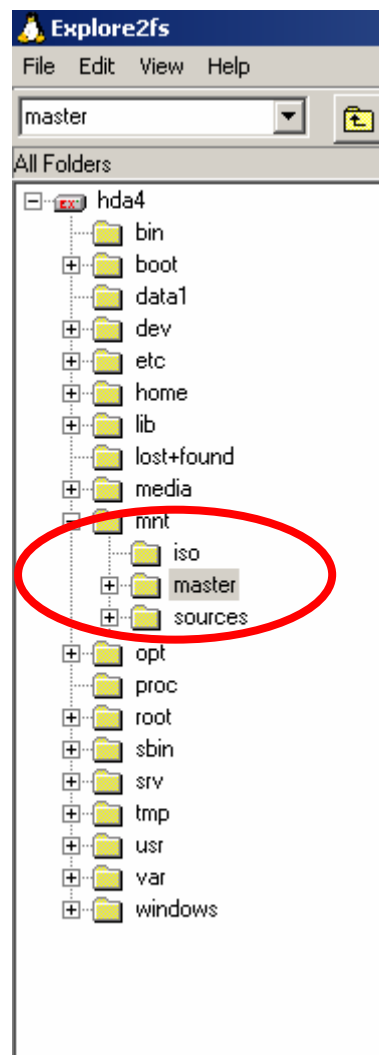 Explore2fs
File Edit View Help
master
All Folders
hda4
bin
boot
data1
dev
etc
home
lib
lost+found
media
mnt
iso
master
sources
opt
proc
root
sbin
srv
tmp
usr
var
windows